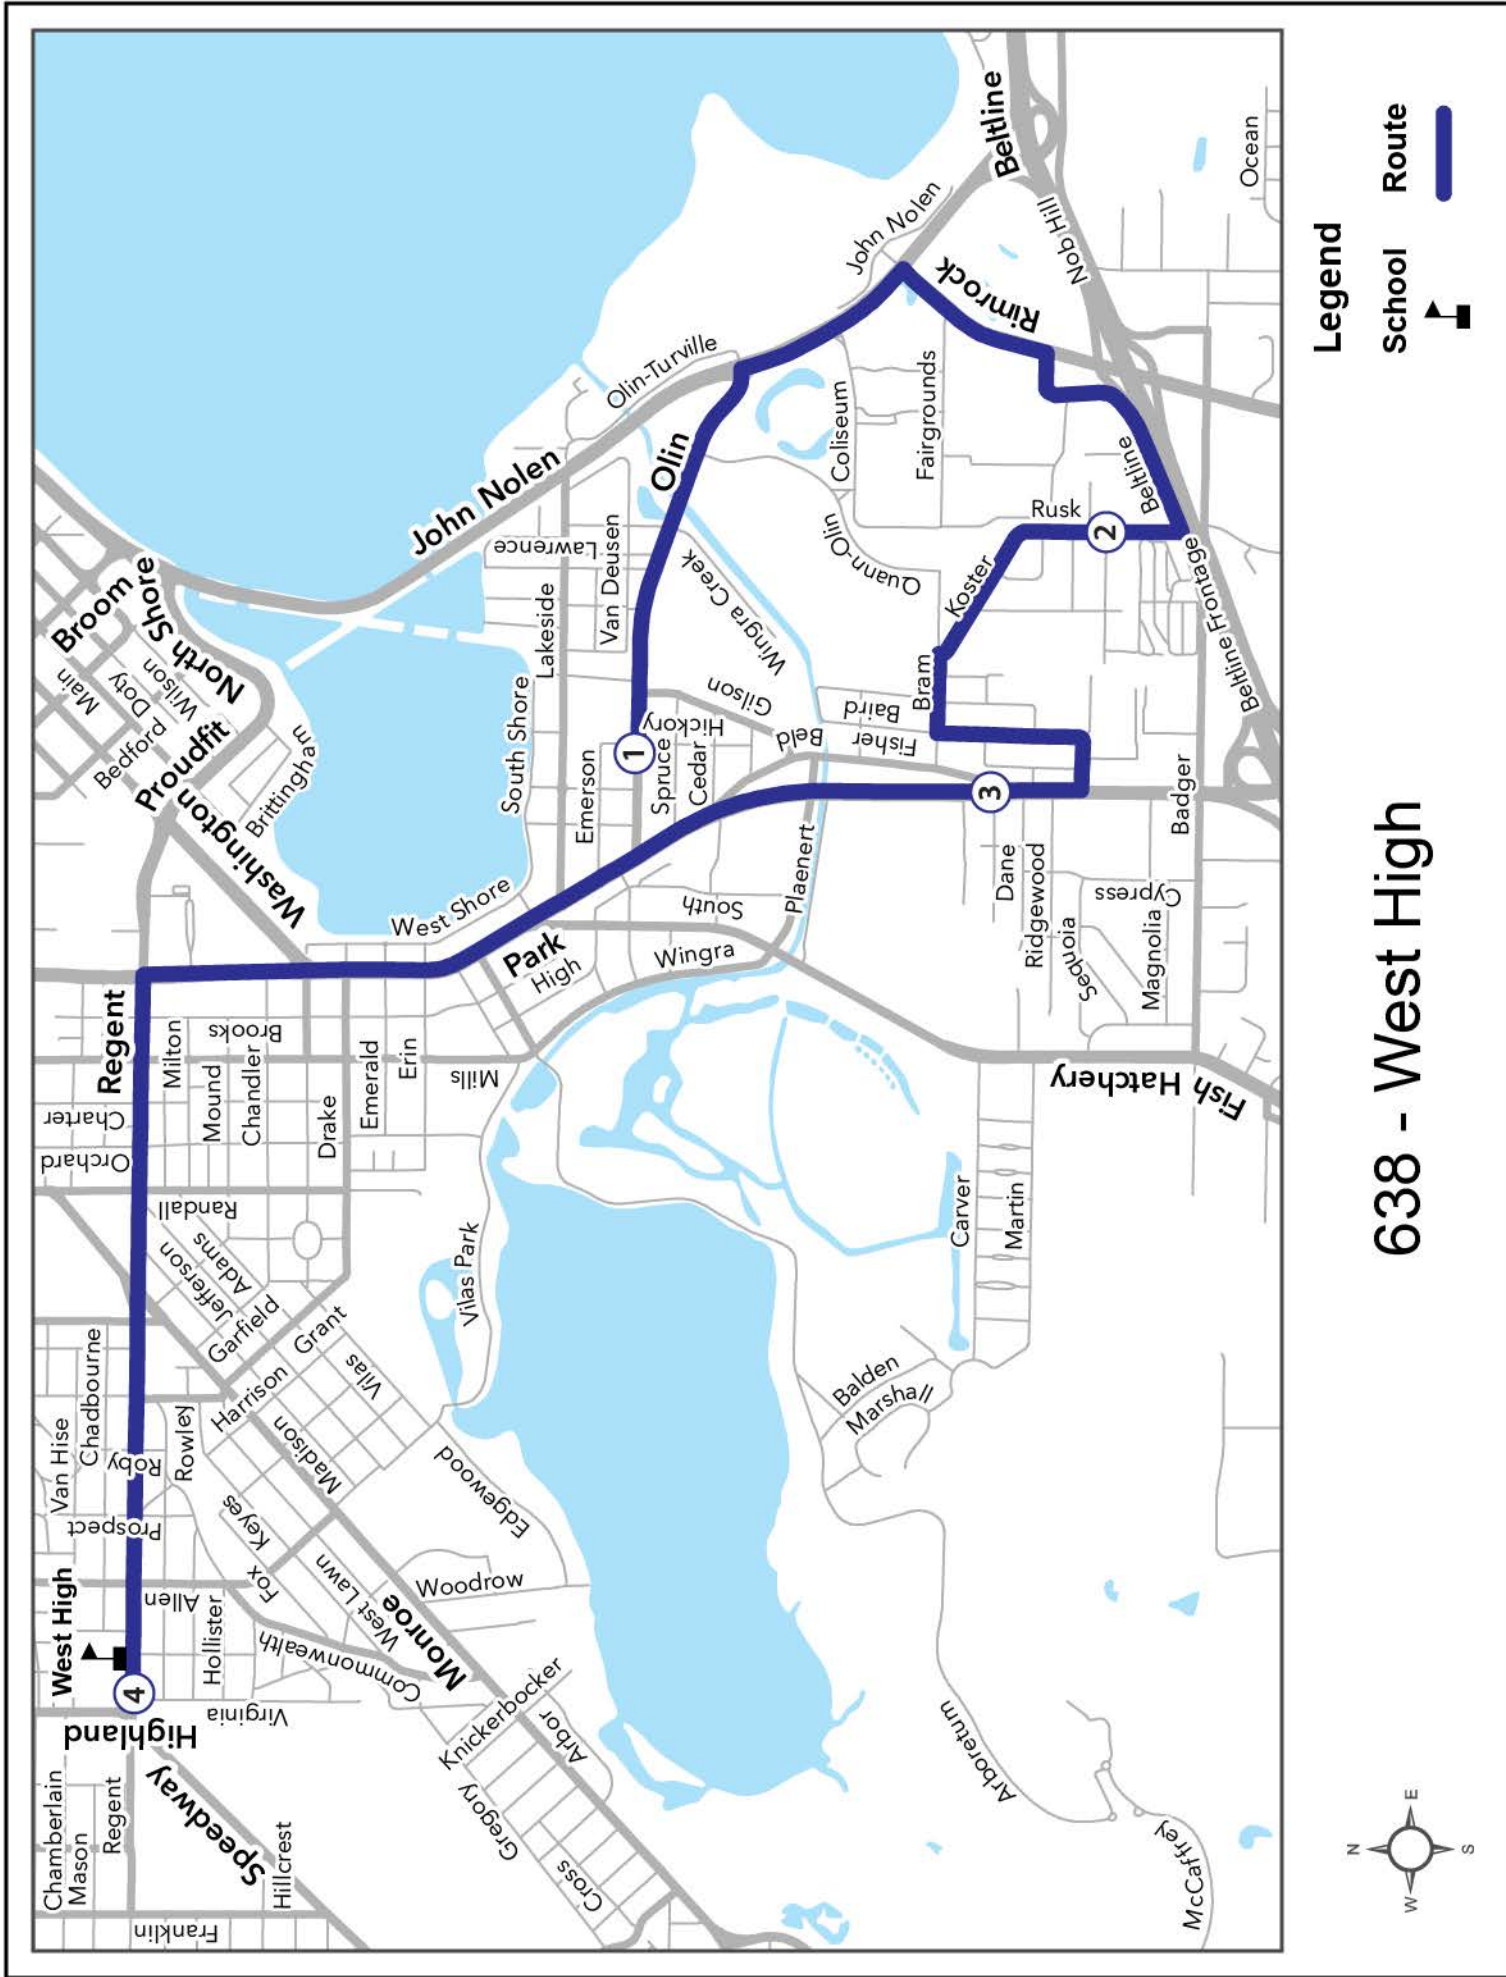 Chamberlain
Mason
Regent
Franklin
Speedway
Hillcrest
Highland
West High
4
Virginia
Hollister
Allen
Prospect
Van Hise
Chadbourne
Roby
Rowley
Keyes
Fox
West Lawn
Commonwealth
Monroe
Knickerbocker
Arbor
Gregory
Cross
Woodrow
Edgewood
Madison
Harrison
Vilas
Grant
Garfield
Jefferson
Adams
Randall
Vilas Park
Orchard
Charter
Regent
Milton
Mound
Chandler
Brooks
Drake
Emerald
Erin
Mills
West Shore
Park
High
Washington
Proudfit
Brittingham
Bedford
Doty
Wilson
Main
Broom
North Shore
South Shore
Lakeside
Emerson
1
Spruce
Cedar
Hickory
Gilson
Van Deusen
Lawrence
John Nolen
Olin-Turville
Olin
Wingra Creek
Wingra
South
Plaenert
Beld
Fisher
Baird
Bram
Koster
Quann-Olin
Coliseum
Fairgrounds
Rusk
2
Beltline
Rimrock
John Nolen
Beltline
Nob Hill
Ocean
Beltline Frontage
Badger
3
Dane
Ridgewood
Sequoia
Cypress
Magnolia
Fish Hatchery
Carver
Martin
Balden
Marshall
Arboretum
McCaffrey
N
E
S
W
638 - West High
Legend
School
Route